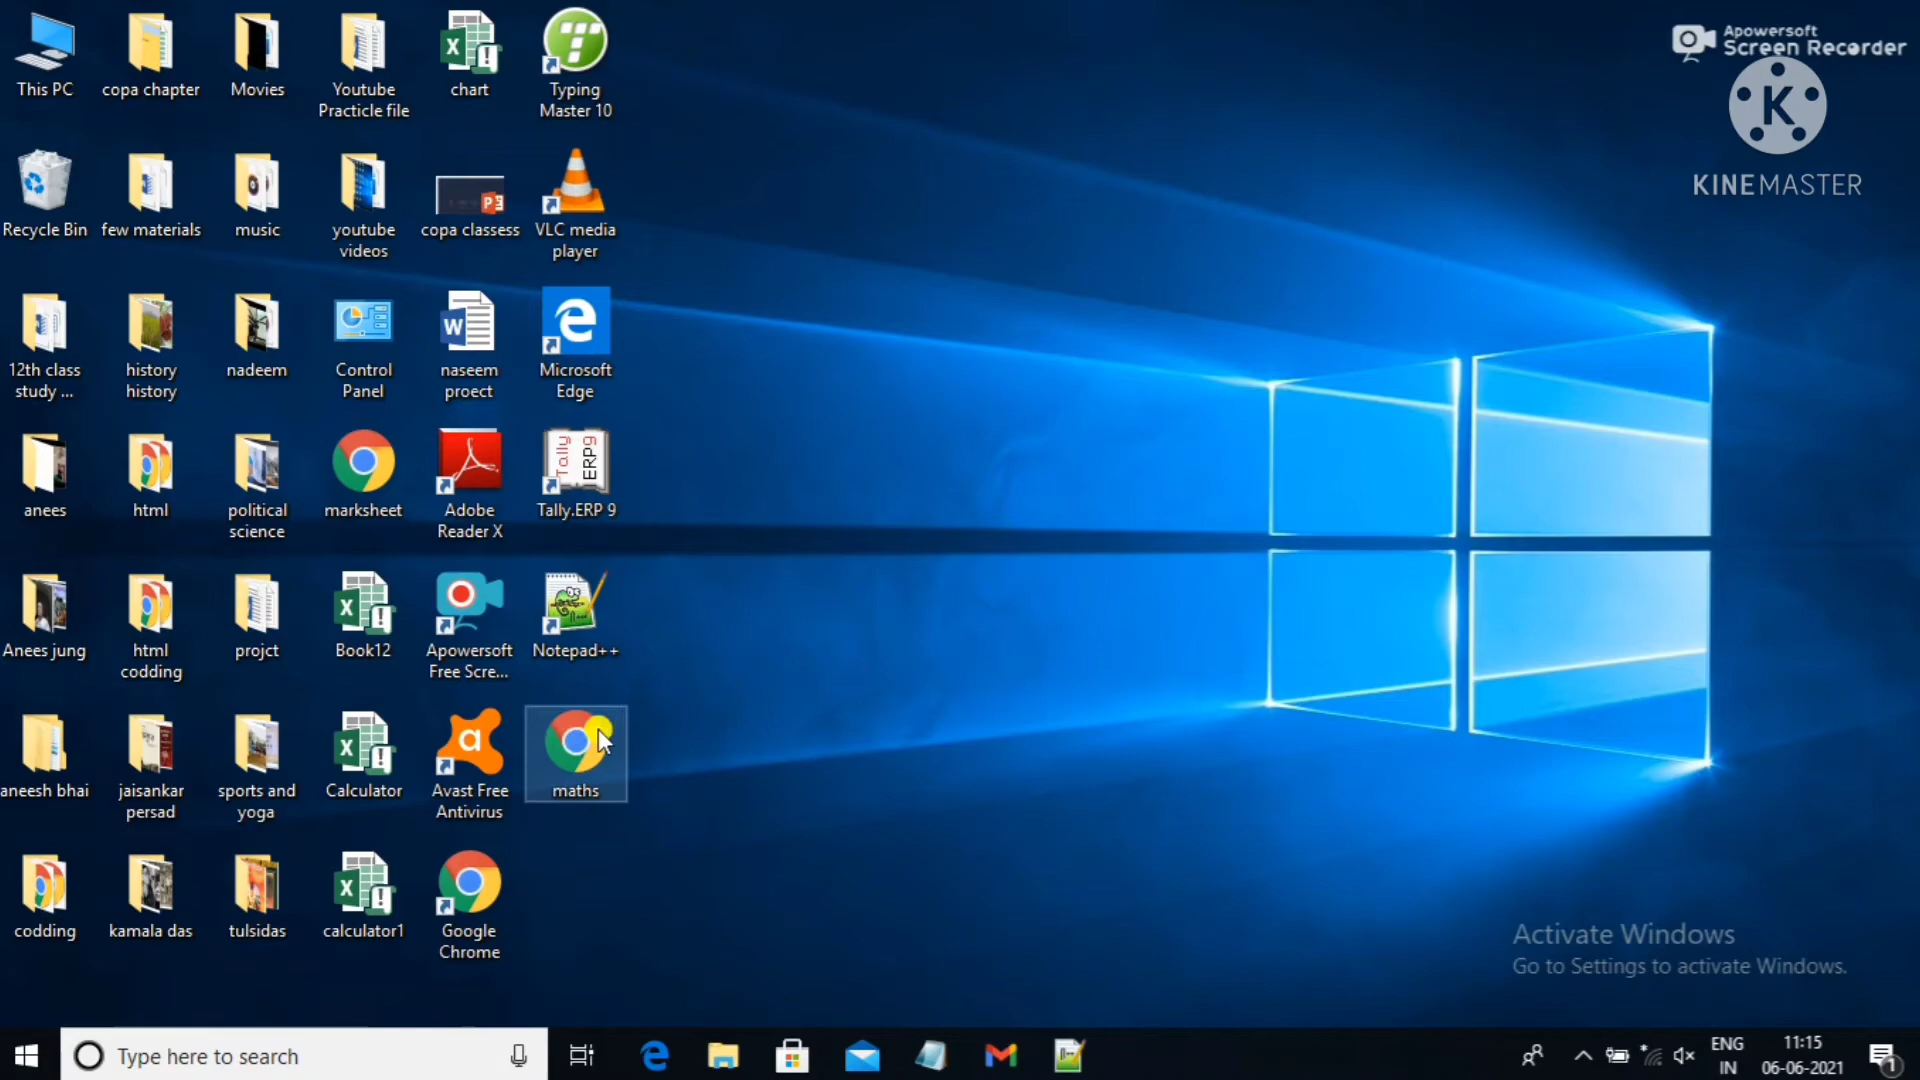 This PC
copa chapter
Movies
Youtube
Practicle file
chart
Typing
Master 10
Recycle Bin
few materials
music
youtube
videos
copa classess
VLC media
player
12th class
study ...
history
history
nadeem
Control
Panel
naseem
proect
Microsoft
Edge
anees
html
political
science
marksheet
Adobe
Reader X
Tally
ERP9
Tally.ERP 9
Anees jung
html
codding
projct
Book12
Apowersoft
Free Scre...
Notepad++
aneesh bhai
jaisankar
persad
sports and
yoga
Calculator
Avast Free
Antivirus
maths
codding
kamala das
tulsidas
calculator1
Google
Chrome
Apowersoft
Screen Recorder
K
KINEMASTER
Activate Windows
Go to Settings to activate Windows.
Type here to search
ENG
IN
11:15
06-06-2021
1